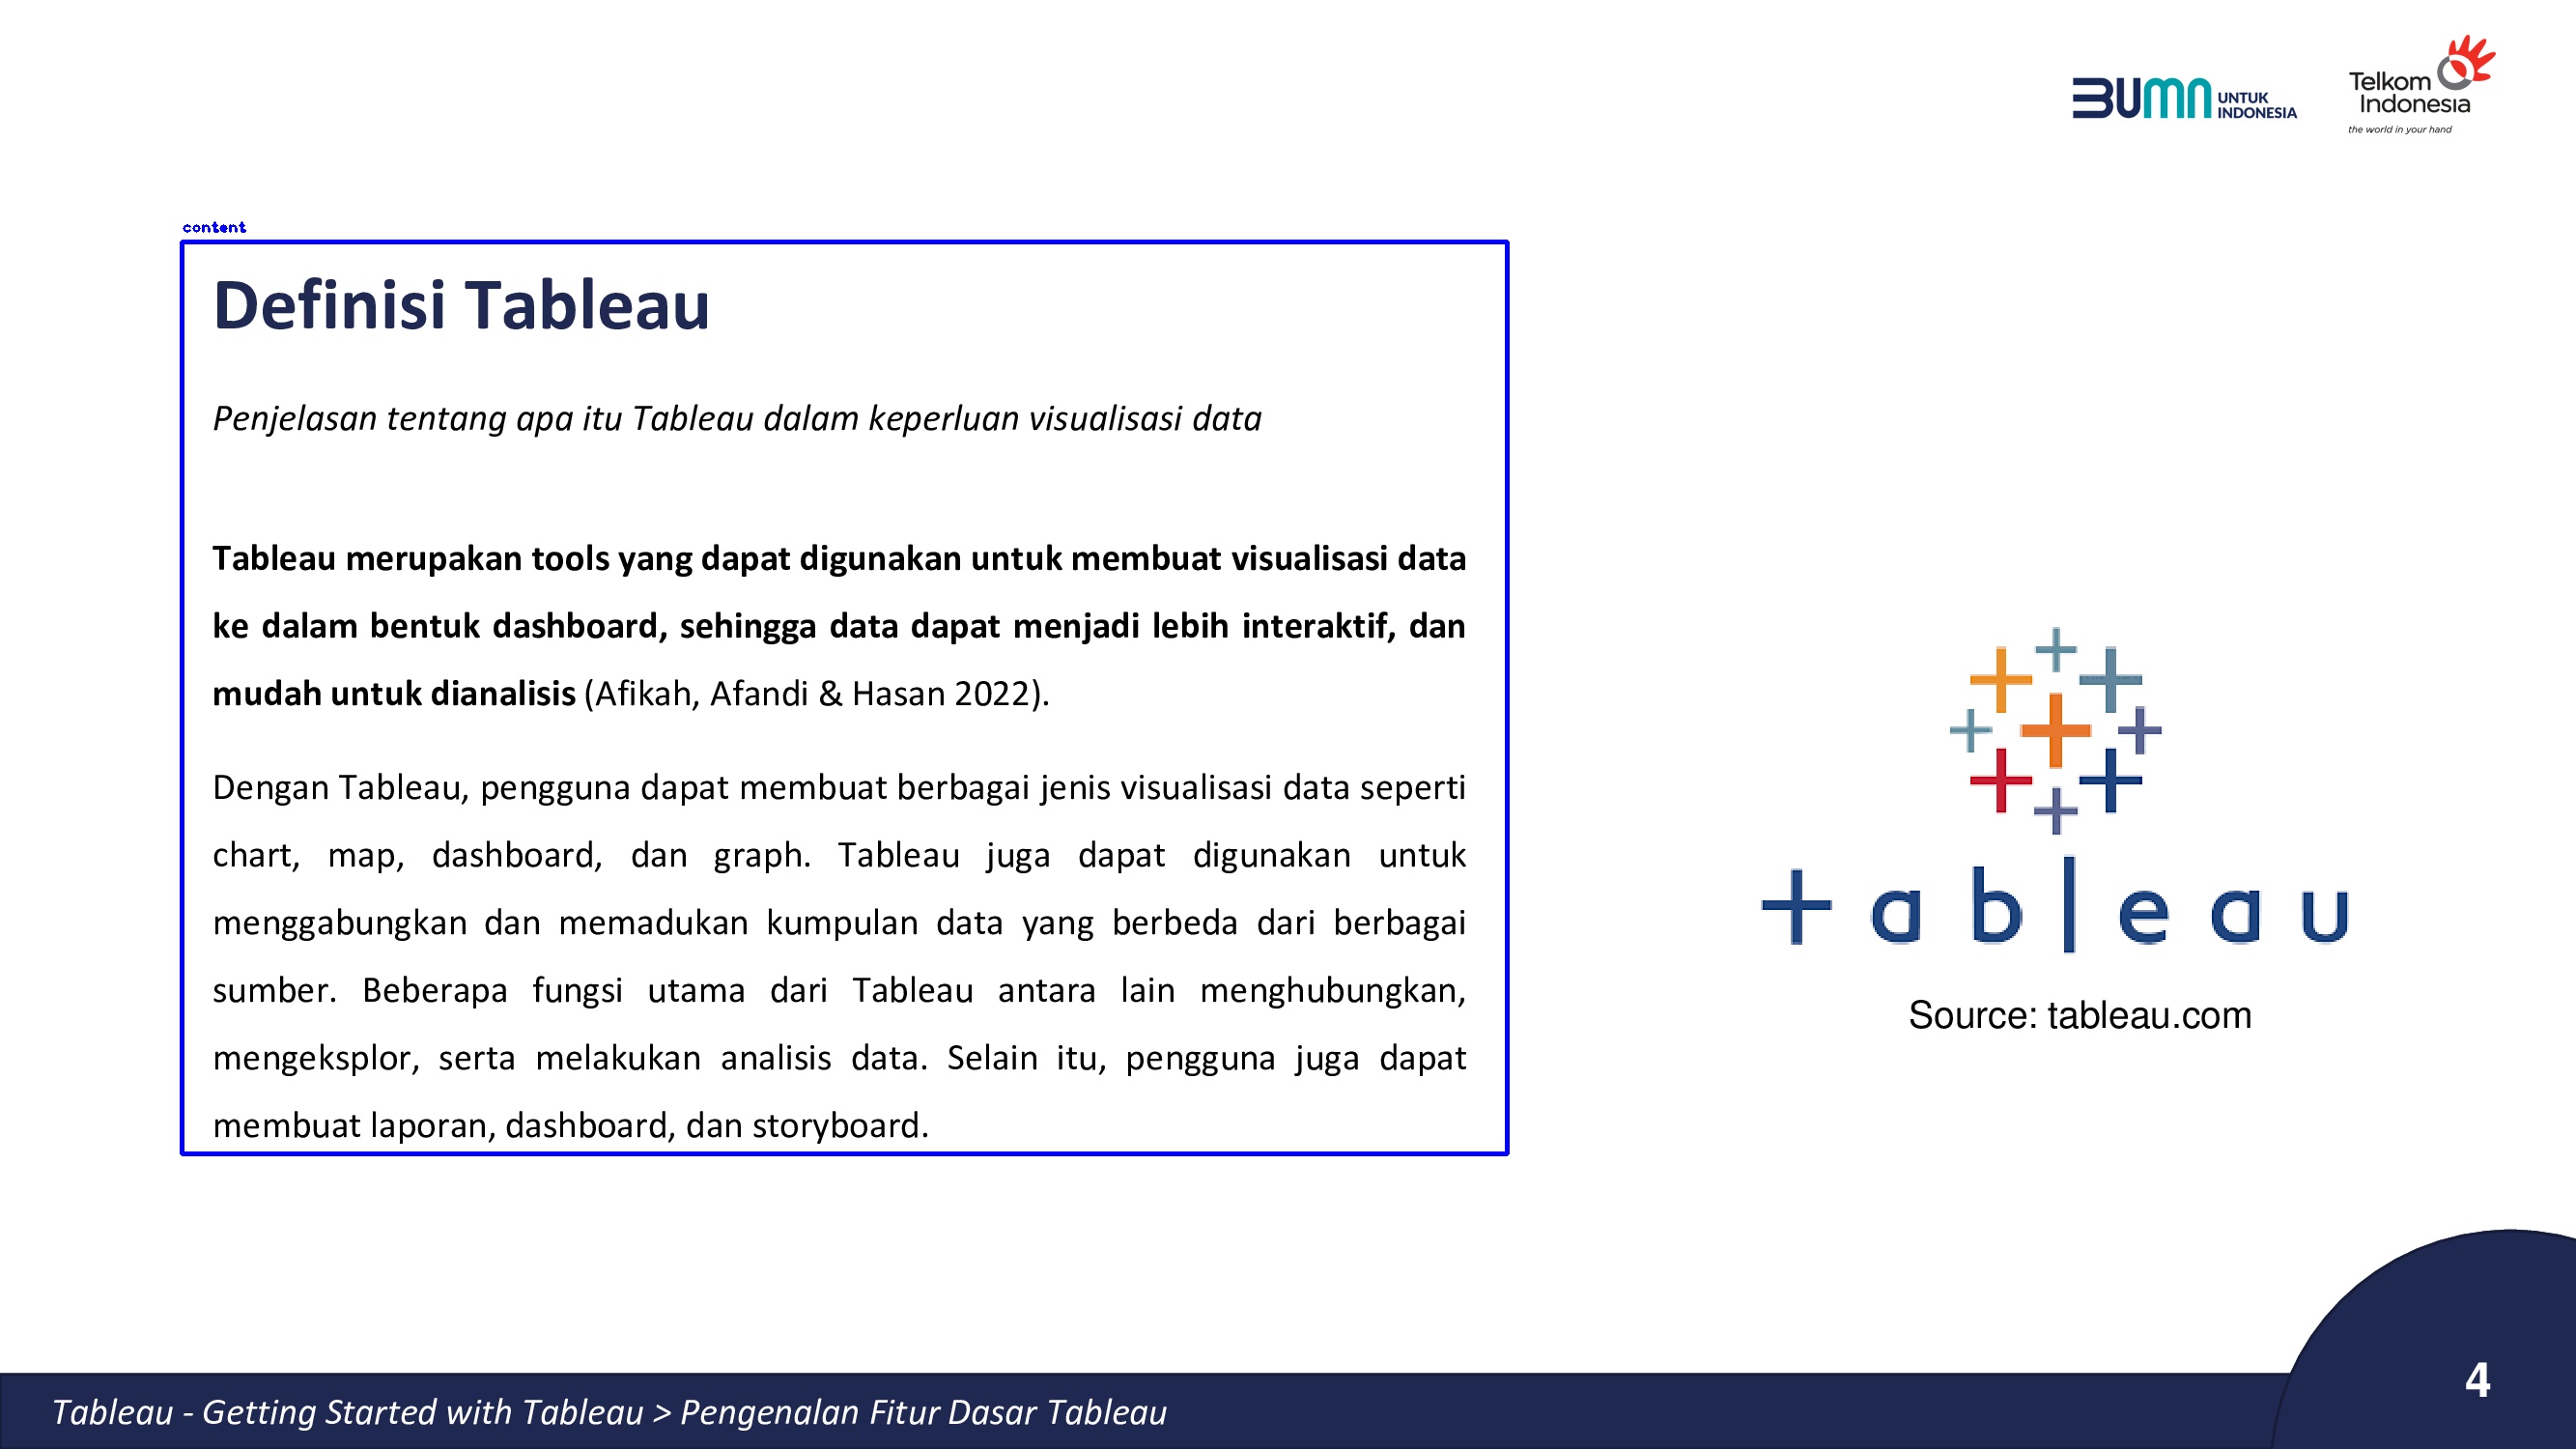 BUMN UNTUK INDONESIA
Telkom Indonesia
the world in your hand
content
Definisi Tableau
Penjelasan tentang apa itu Tableau dalam keperluan visualisasi data
Tableau merupakan tools yang dapat digunakan untuk membuat visualisasi data
ke dalam bentuk dashboard, sehingga data dapat menjadi lebih interaktif, dan
mudah untuk dianalisis (Afikah, Afandi & Hasan 2022).
Dengan Tableau, pengguna dapat membuat berbagai jenis visualisasi data seperti
chart, map, dashboard, dan graph. Tableau juga dapat digunakan untuk
menggabungkan dan memadukan kumpulan data yang berbeda dari berbagai
sumber. Beberapa fungsi utama dari Tableau antara lain menghubungkan,
mengeksplor, serta melakukan analisis data. Selain itu, pengguna juga dapat
membuat laporan, dashboard, dan storyboard.
tableau
Source: tableau.com
Tableau - Getting Started with Tableau > Pengenalan Fitur Dasar Tableau
4